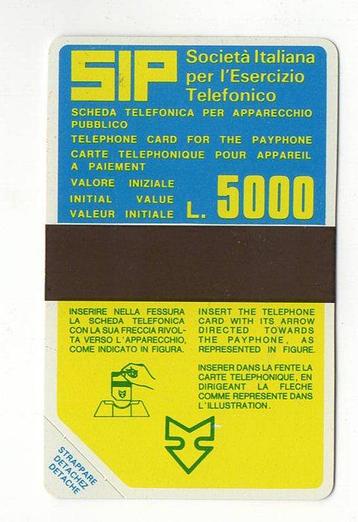 SIP
Società Italiana
per l'Esercizio
Telefonico
SCHEDA TELEFONICA PER APPARECCHIO
PUBBLICO
TELEPHONE CARD FOR THE PAYPHONE
CARTE TELEPHONIQUE POUR APPAREIL
A PAIEMENT
VALORE INIZIALE
INITIAL VALUE
VALEUR INITIALE
L. 5000
INSERIRE NELLA FESSURA
LA SCHEDA TELEFONICA
CON LA SUA FRECCIA RIVOL-
TA VERSO L'APPARECCHIO,
COME INDICATO IN FIGURA.
INSERT THE TELEPHONE
CARD WITH ITS ARROW
DIRECTED TOWARDS
THE PAYPHONE, AS
REPRESENTED IN FIGURE.
INSERER DANS LA FENTE LA
CARTE TELEPHONIQUE, EN
DIRIGEANT LA FLECHE
COMME REPRESENTE DANS
L'ILLUSTRATION.
STRAPPARE
DETACHEZ
DETACHE